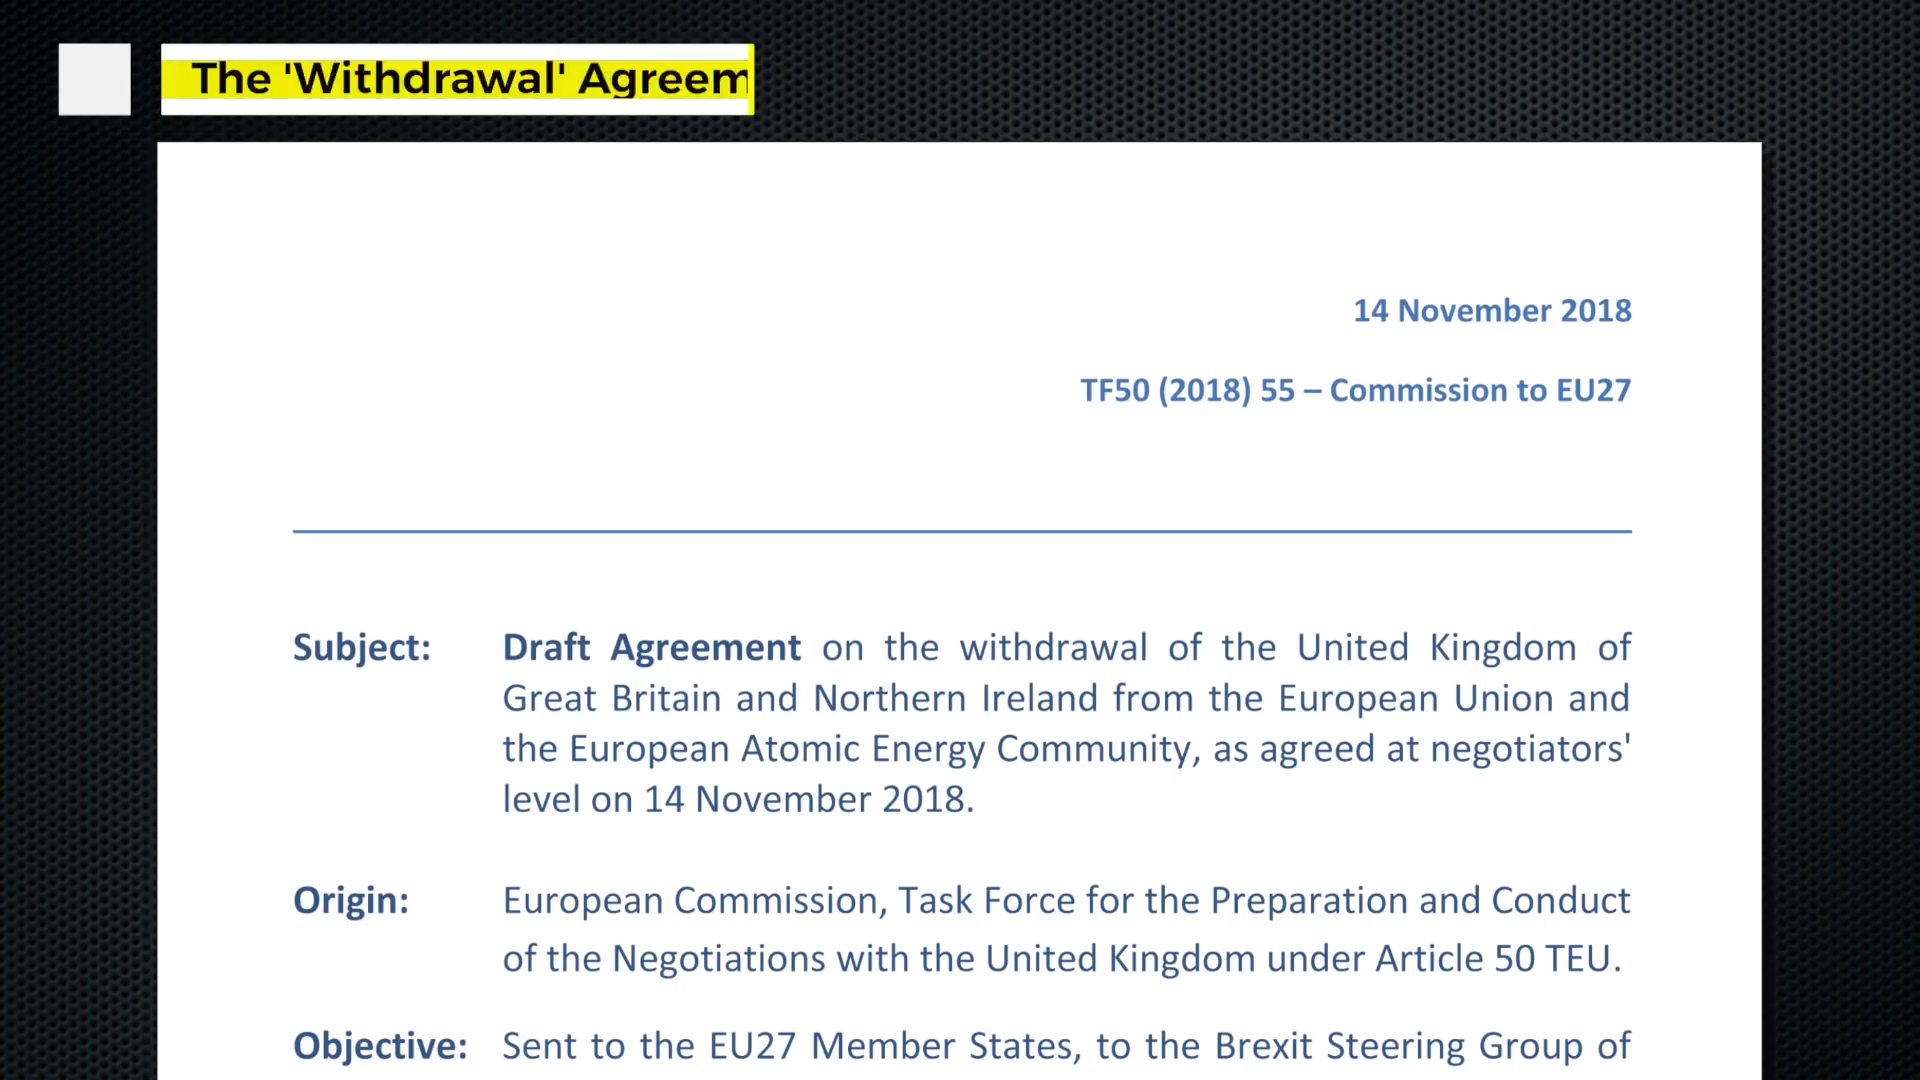 The 'Withdrawal' Agreem
14 November 2018
TF50 (2018) 55 – Commission to EU27
Subject: Draft Agreement on the withdrawal of the United Kingdom of
Great Britain and Northern Ireland from the European Union and
the European Atomic Energy Community, as agreed at negotiators'
level on 14 November 2018.
Origin: European Commission, Task Force for the Preparation and Conduct
of the Negotiations with the United Kingdom under Article 50 TEU.
Objective: Sent to the EU27 Member States, to the Brexit Steering Group of